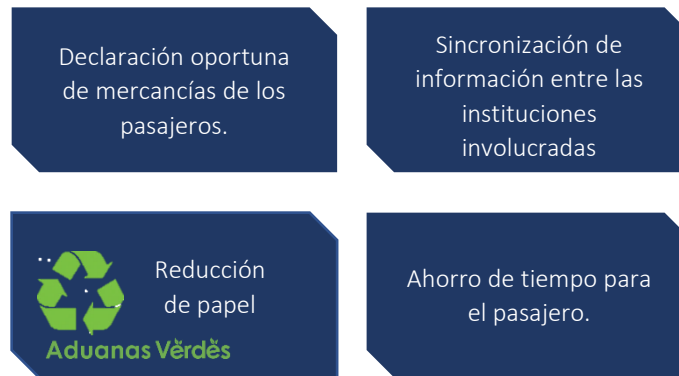 Declaración oportuna
de mercancías de los
pasajeros.
Sincronización de
información entre las
instituciones
involucradas
Reducción
de papel
Aduanas Vĕrdĕs
Ahorro de tiempo para
el pasajero.